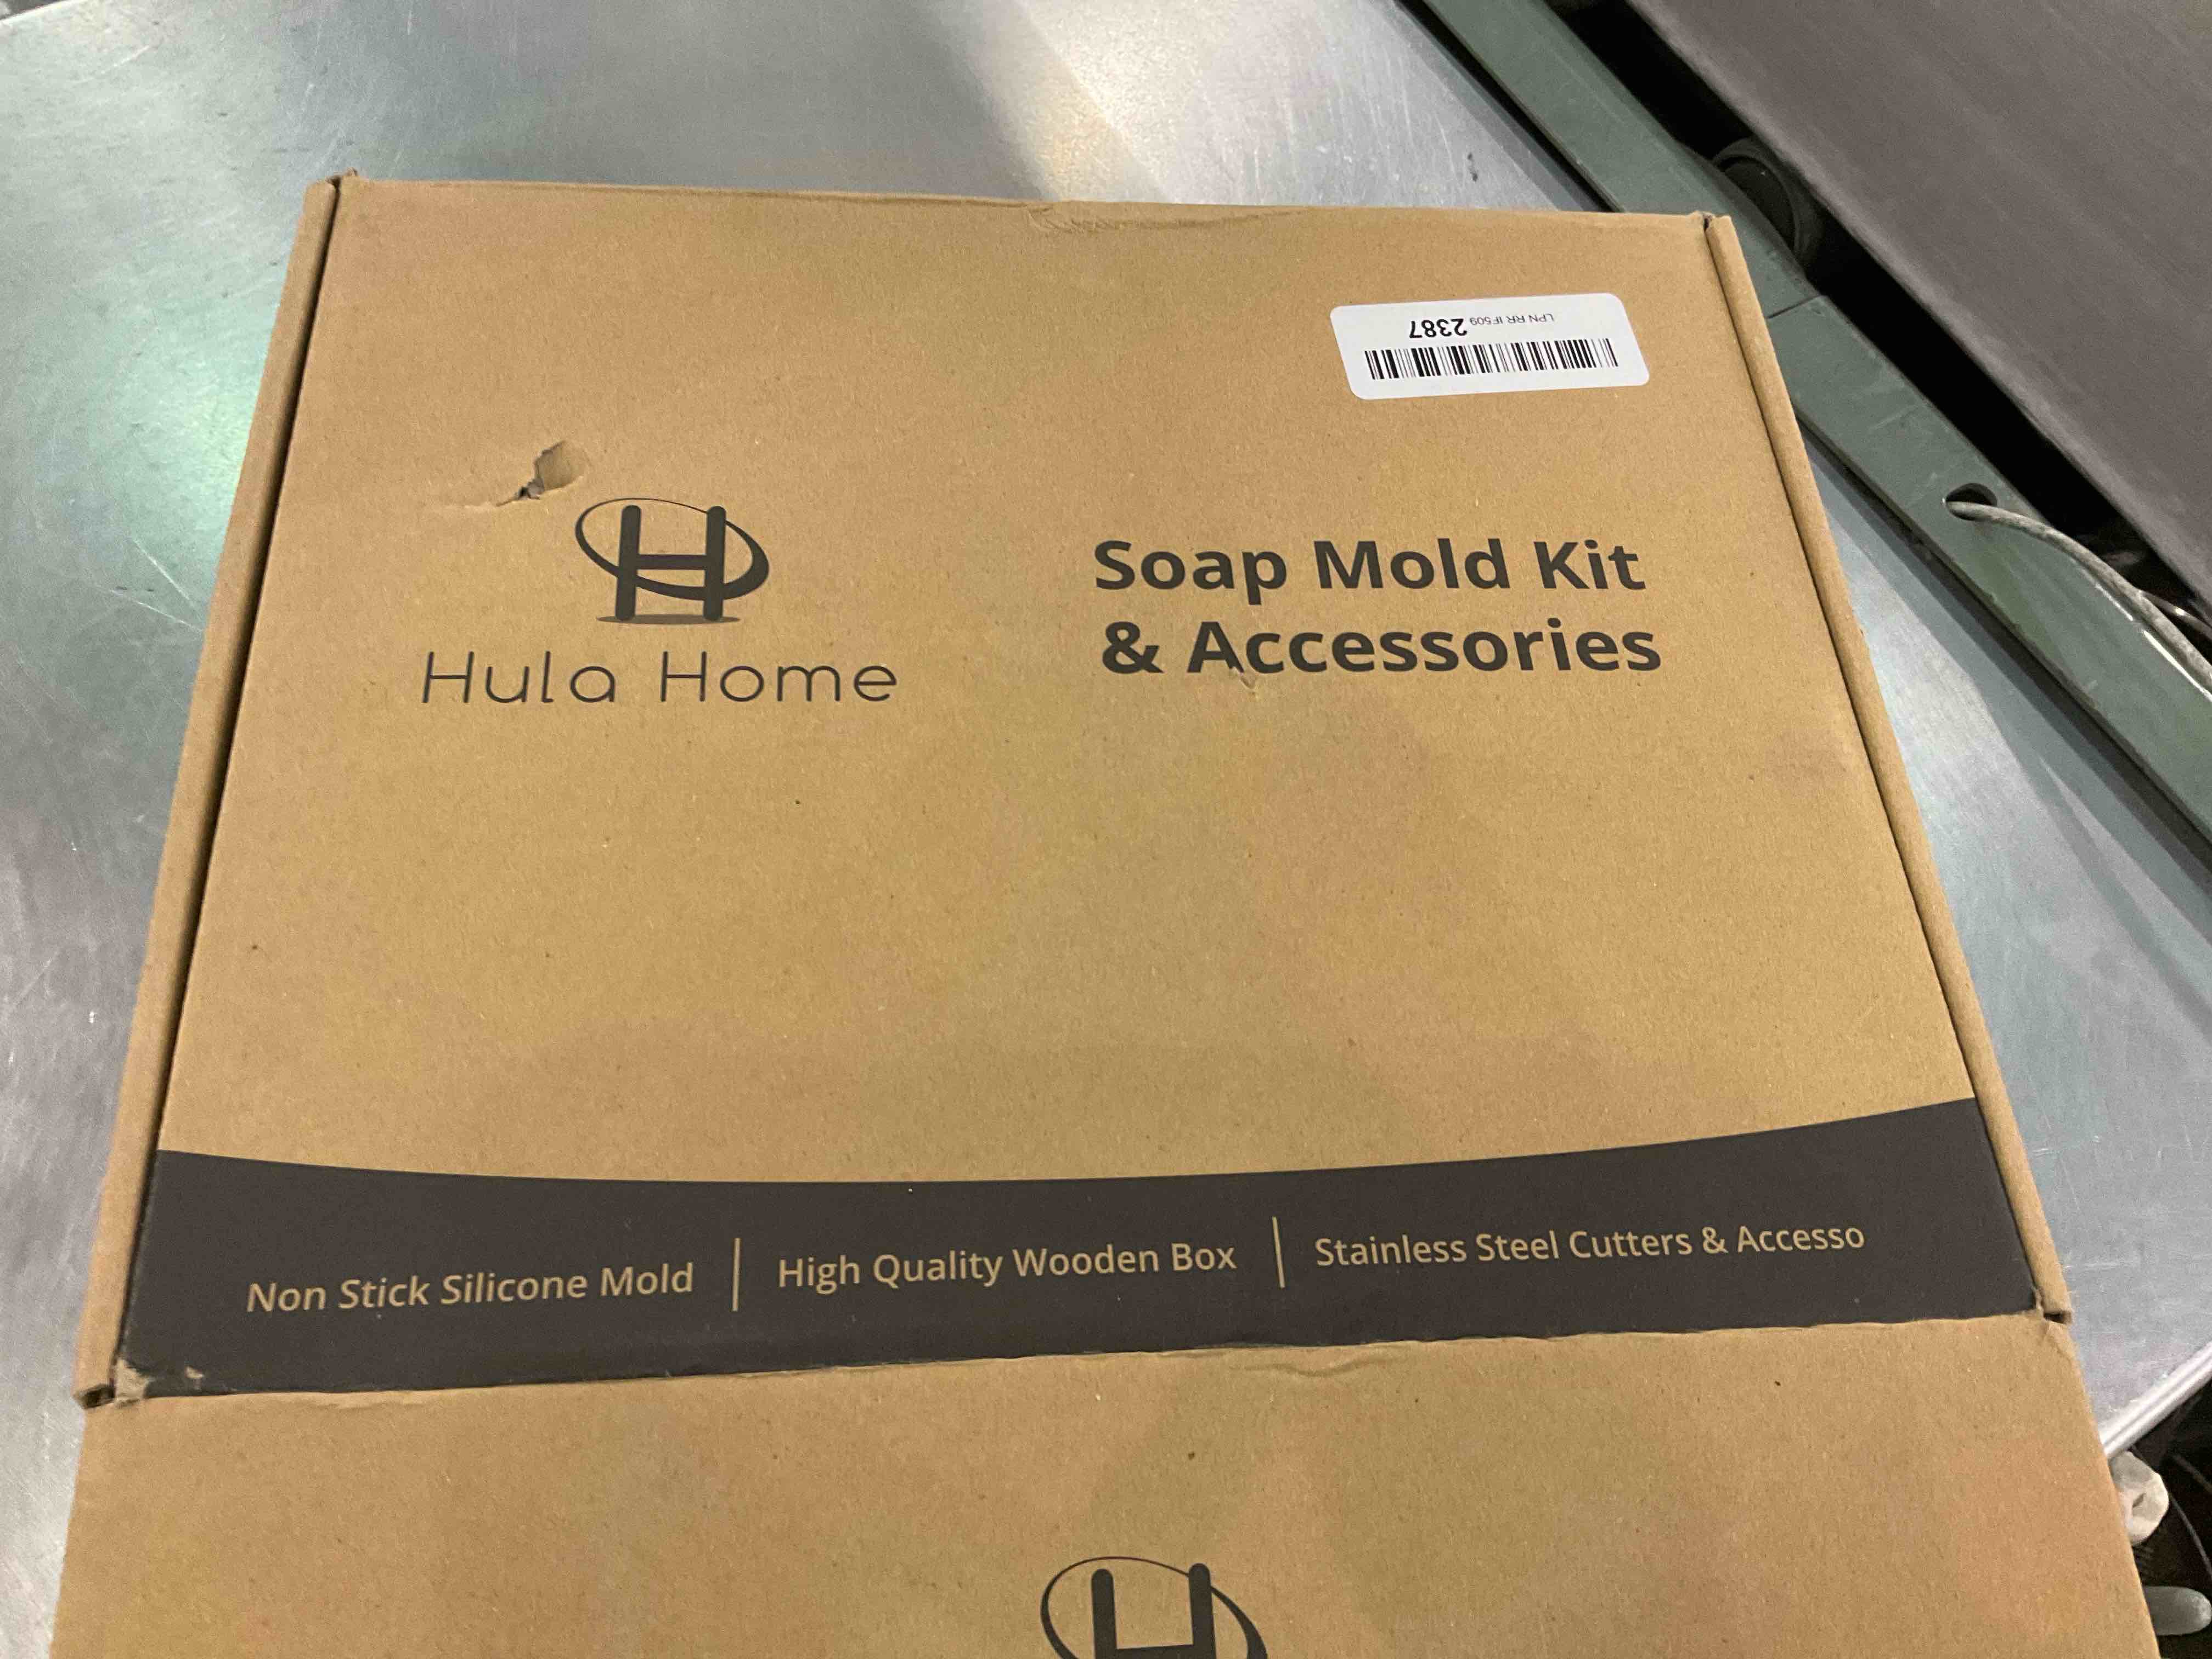 LPN RR IF509 2387
Hula Home
Soap Mold Kit
& Accessories
Non Stick Silicone Mold | High Quality Wooden Box | Stainless Steel Cutters & Accesso